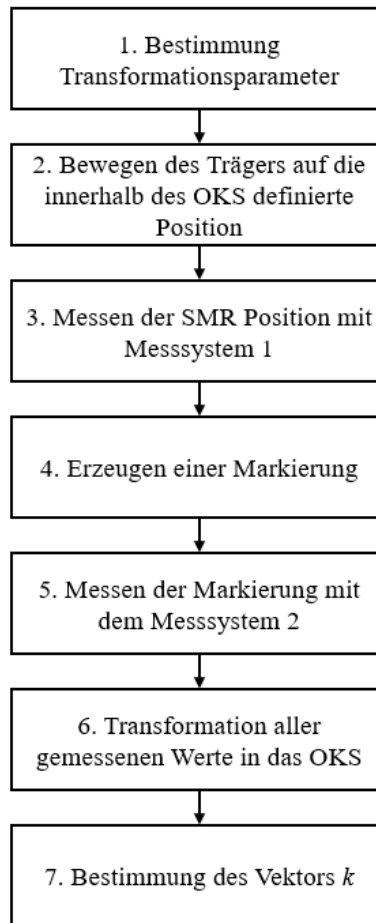 1. Bestimmung
Transformationsparameter
2. Bewegen des Trägers auf die
innerhalb des OKS definierte
Position
3. Messen der SMR Position mit
Messsystem 1
4. Erzeugen einer Markierung
5. Messen der Markierung mit
dem Messsystem 2
6. Transformation aller
gemessenen Werte in das OKS
7. Bestimmung des Vektors k